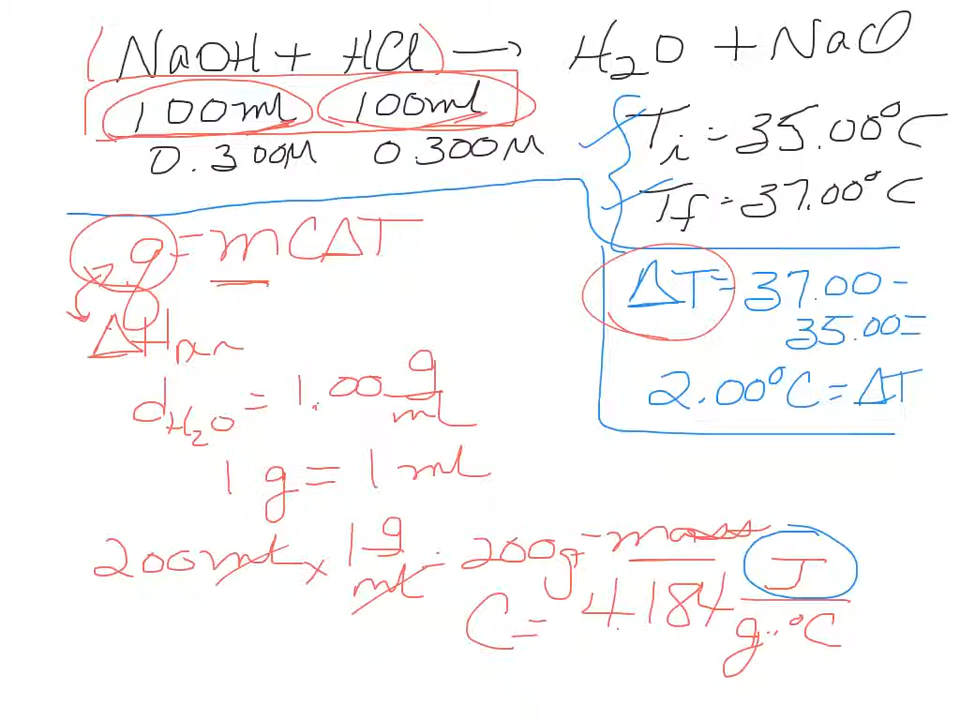 (NaOH + HCl) → H₂O + NaCl
100ml 100ml
0.300M 0.300M
Ti = 35.00°C
Tf = 37.00°C
q = mCΔT
ΔHrxn
ΔT = 37.00 -
35.00 =
2.00°C = ΔT
dH₂O = 1.00 g/ml
1 g = 1 ml
200ml x 1 g/ml = 200g - mass
C = 4.184 J/g·°C